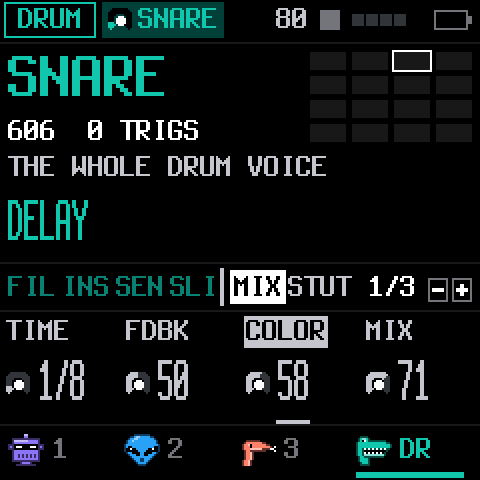 DRUM SNARE 80
SNARE
606 0 TRIGS
THE WHOLE DRUM VOICE
DELAY
FIL INS SEN SLI MIX STUT 1/3 - +
TIME FDBK COLOR MIX
1/8 50 58 71
1 2 3 DR